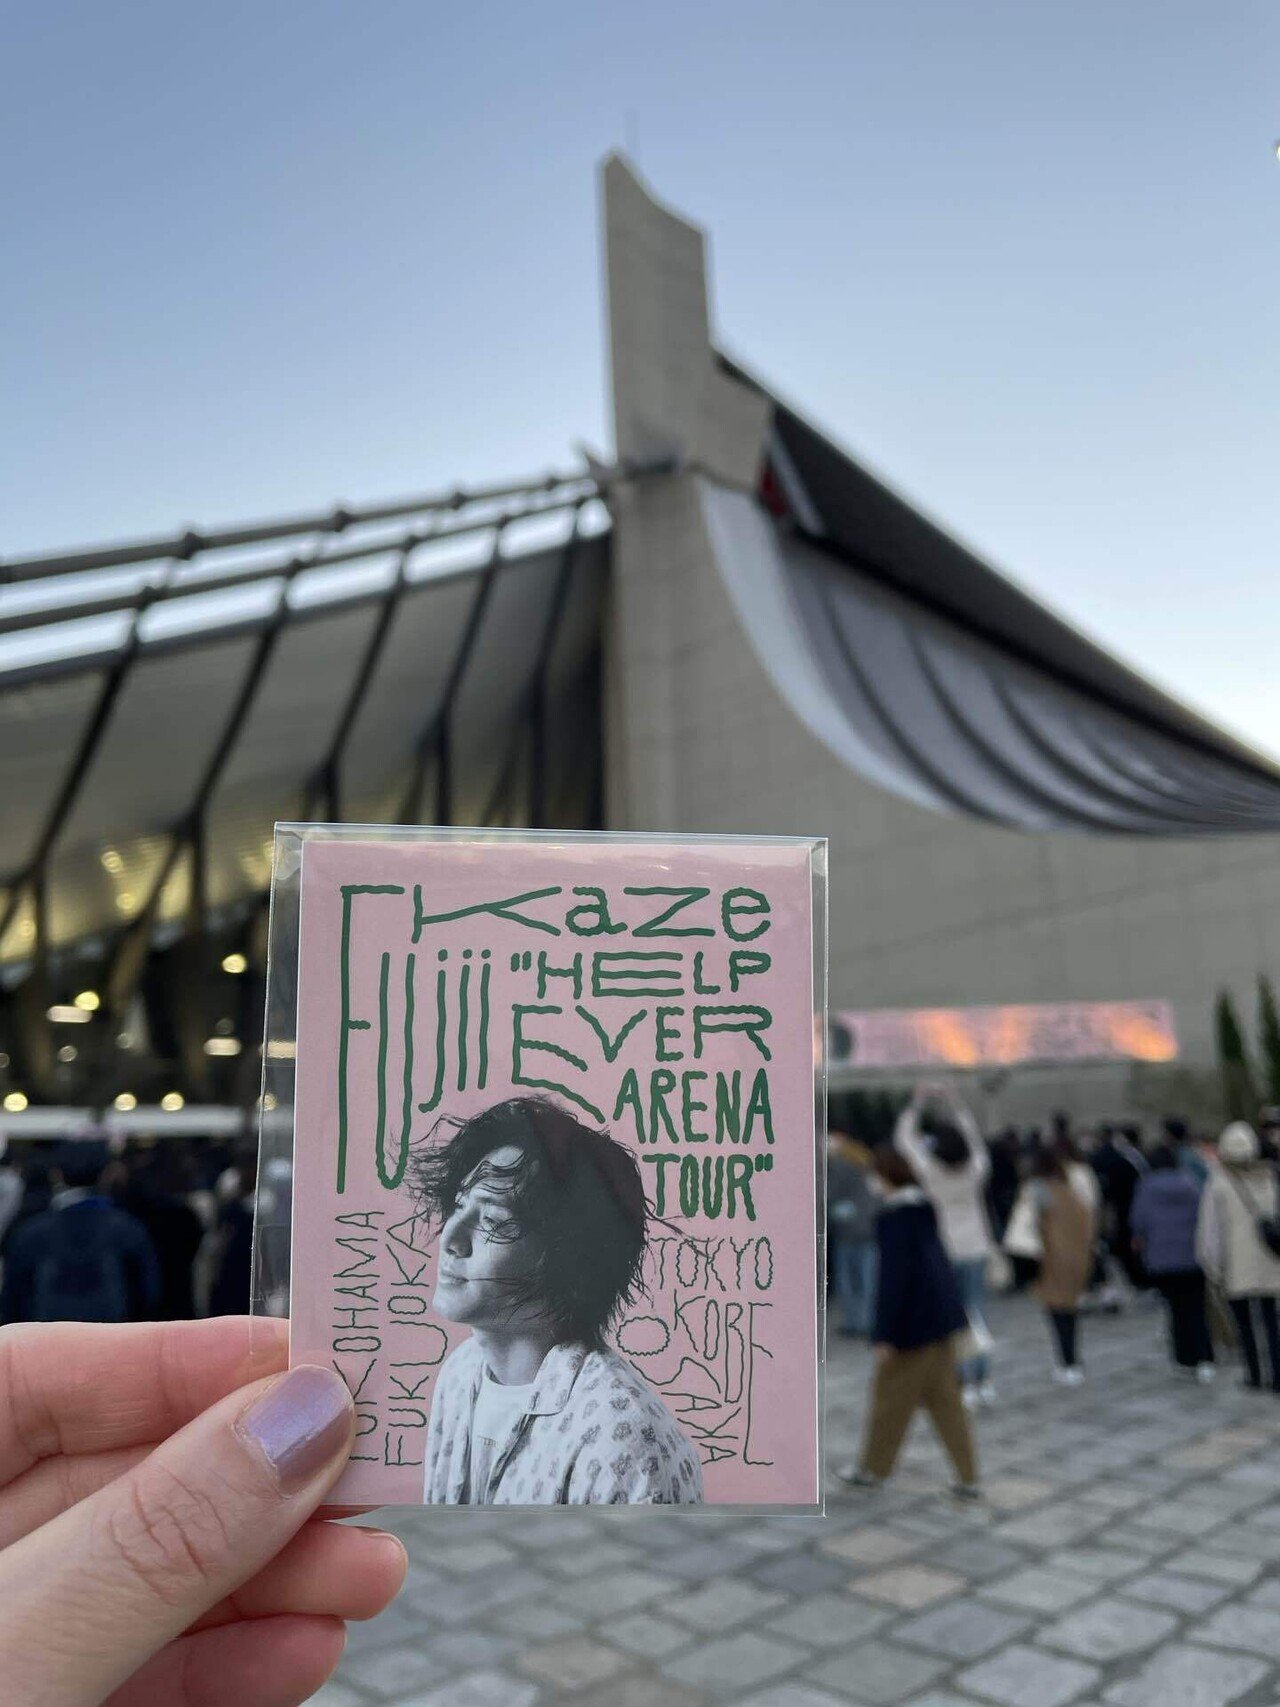 Fujii Kaze
"HELP
EVER
ARENA
TOUR"
YOKOHAMA
FUKUOKA
TOKYO
KOBE
OSAKA